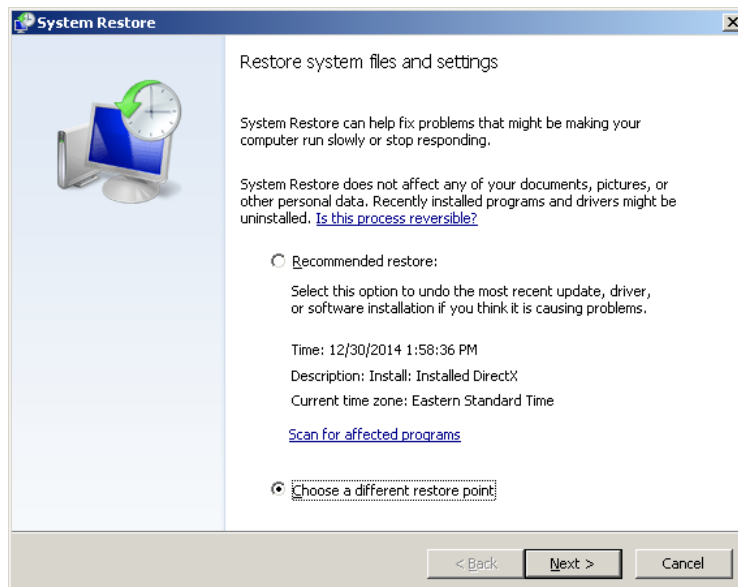 System Restore
Restore system files and settings
System Restore can help fix problems that might be making your
computer run slowly or stop responding.
System Restore does not affect any of your documents, pictures, or
other personal data. Recently installed programs and drivers might be
uninstalled. Is this process reversible?
Recommended restore:
Select this option to undo the most recent update, driver,
or software installation if you think it is causing problems.
Time: 12/30/2014 1:58:36 PM
Description: Install: Installed DirectX
Current time zone: Eastern Standard Time
Scan for affected programs
Choose a different restore point
< Back Next > Cancel